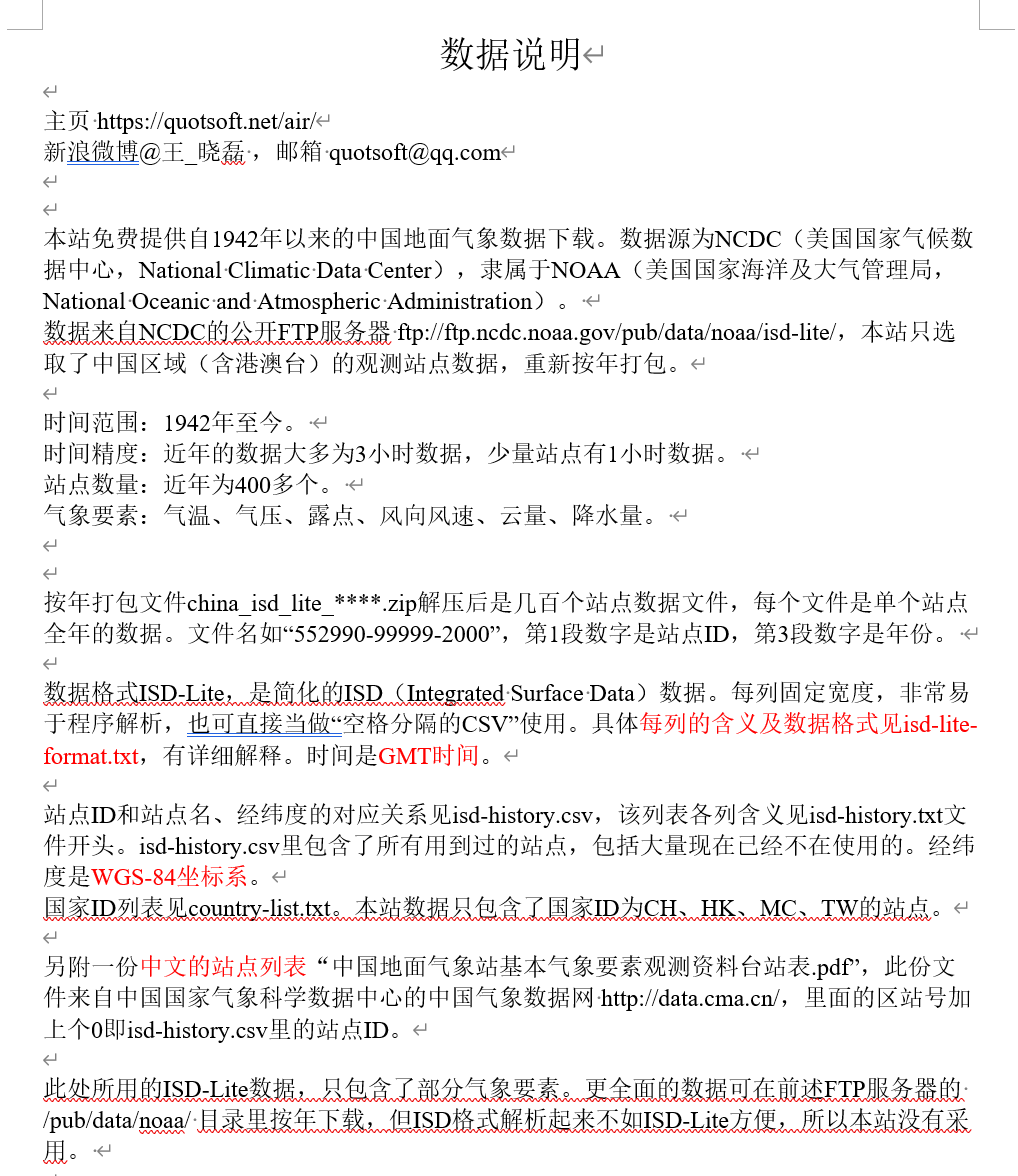 数据说明
主页 https://quotsoft.net/air/
新浪微博@王_晓磊 ，邮箱 quotsoft@qq.com
本站免费提供自1942年以来的中国地面气象数据下载。数据源为NCDC（美国国家气候数
据中心，National Climatic Data Center），隶属于NOAA（美国国家海洋及大气管理局，
National Oceanic and Atmospheric Administration）。
数据来自NCDC的公开FTP服务器 ftp://ftp.ncdc.noaa.gov/pub/data/noaa/isd-lite/，本站只选
取了中国区域（含港澳台）的观测站点数据，重新按年打包。
时间范围：1942年至今。
时间精度：近年的数据大多为3小时数据，少量站点有1小时数据。
站点数量：近年为400多个。
气象要素：气温、气压、露点、风向风速、云量、降水量。
按年打包文件china_isd_lite_****.zip解压后是几百个站点数据文件，每个文件是单个站点
全年的数据。文件名如“552990-99999-2000”，第1段数字是站点ID，第3段数字是年份。
数据格式ISD-Lite，是简化的ISD（Integrated Surface Data）数据。每列固定宽度，非常易
于程序解析，也可直接当做“空格分隔的CSV”使用。具体每列的含义及数据格式见isd-lite-
format.txt，有详细解释。时间是GMT时间。
站点ID和站点名、经纬度的对应关系见isd-history.csv，该列表各列含义见isd-history.txt文
件开头。isd-history.csv里包含了所有用到过的站点，包括大量现在已经不在使用的。经纬
度是WGS-84坐标系。
国家ID列表见country-list.txt。本站数据只包含了国家ID为CH、HK、MC、TW的站点。
另附一份中文的站点列表“中国地面气象站基本气象要素观测资料台站表.pdf”，此份文
件来自中国国家气象科学数据中心的中国气象数据网 http://data.cma.cn/，里面的区站号加
上个0即isd-history.csv里的站点ID。
此处所用的ISD-Lite数据，只包含了部分气象要素。更全面的数据可在前述FTP服务器的
/pub/data/noaa/ 目录里按年下载，但ISD格式解析起来不如ISD-Lite方便，所以本站没有采
用。